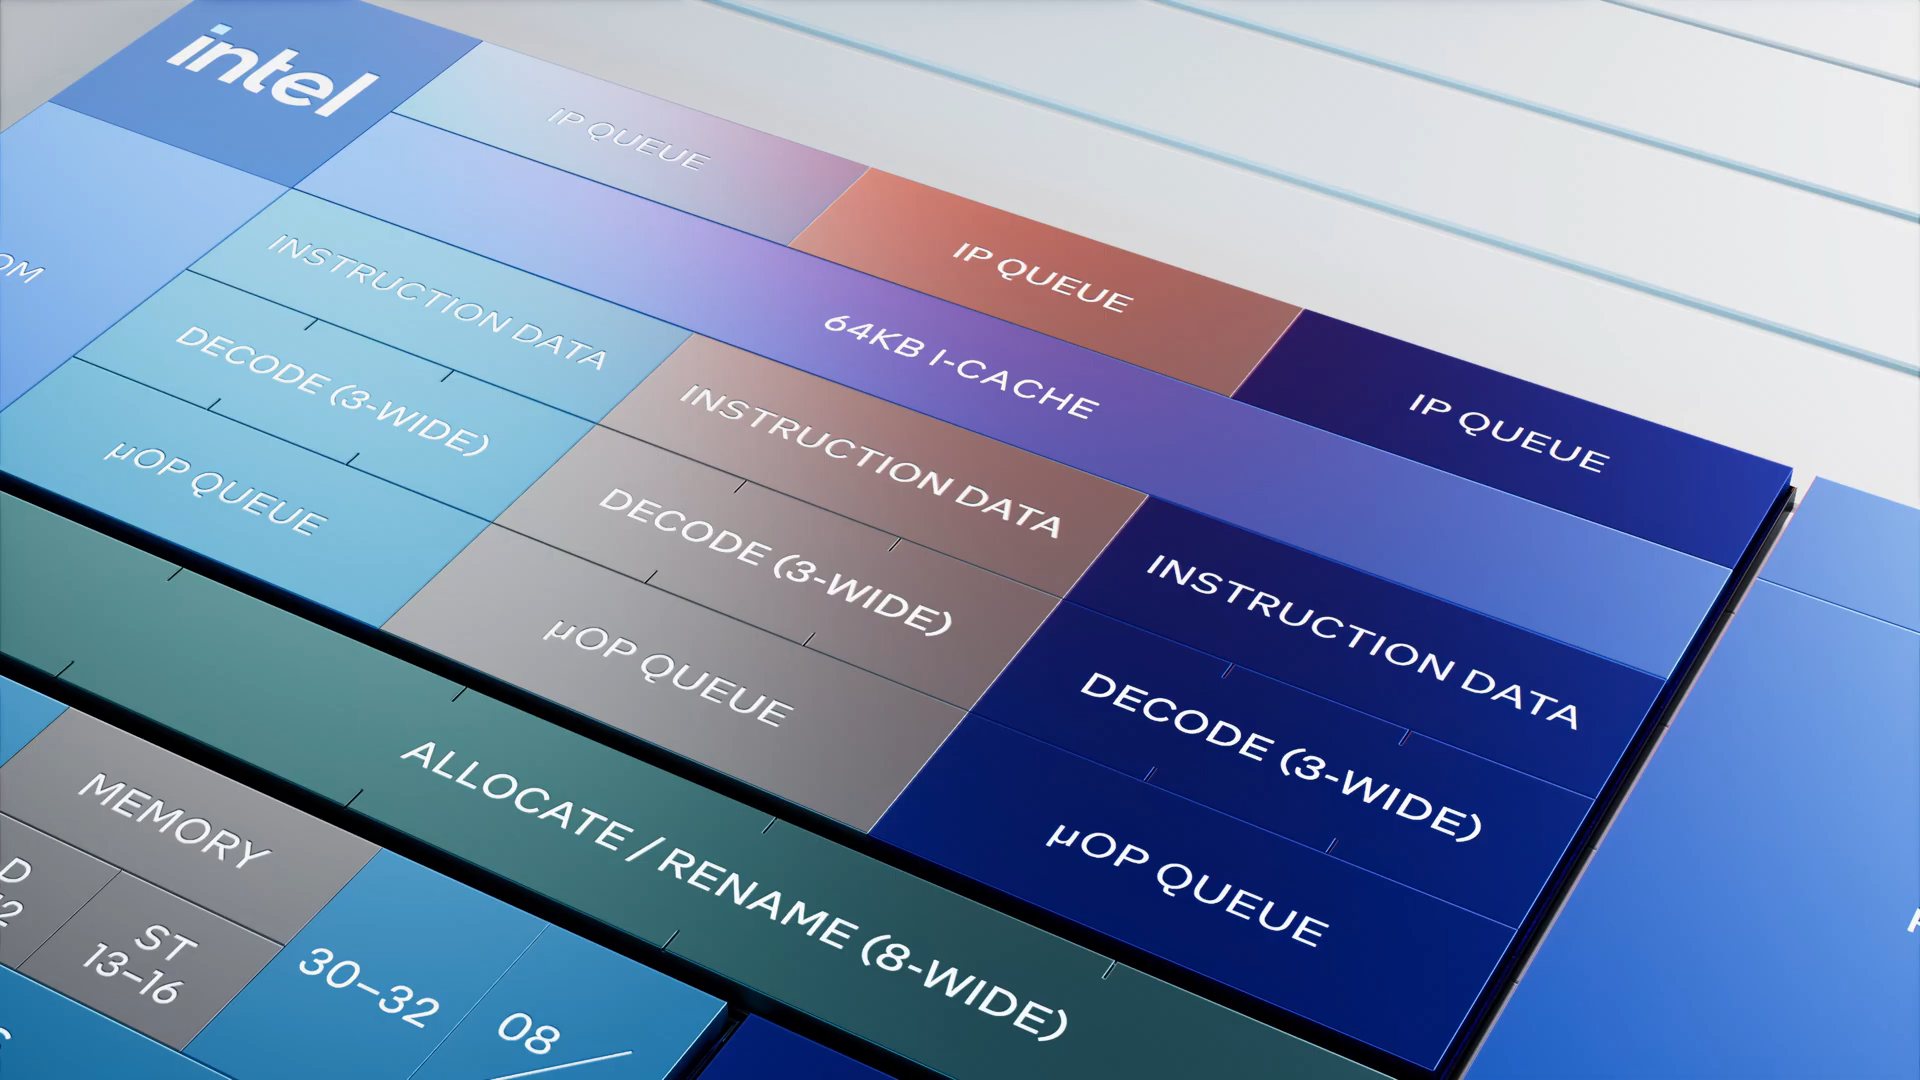 intel
IP QUEUE
IP QUEUE
IP QUEUE
64KB I-CACHE
INSTRUCTION DATA
INSTRUCTION DATA
INSTRUCTION DATA
DECODE (3-WIDE)
DECODE (3-WIDE)
DECODE (3-WIDE)
µOP QUEUE
µOP QUEUE
µOP QUEUE
ALLOCATE / RENAME (8-WIDE)
MEMORY
ST
13-16
30-32
08